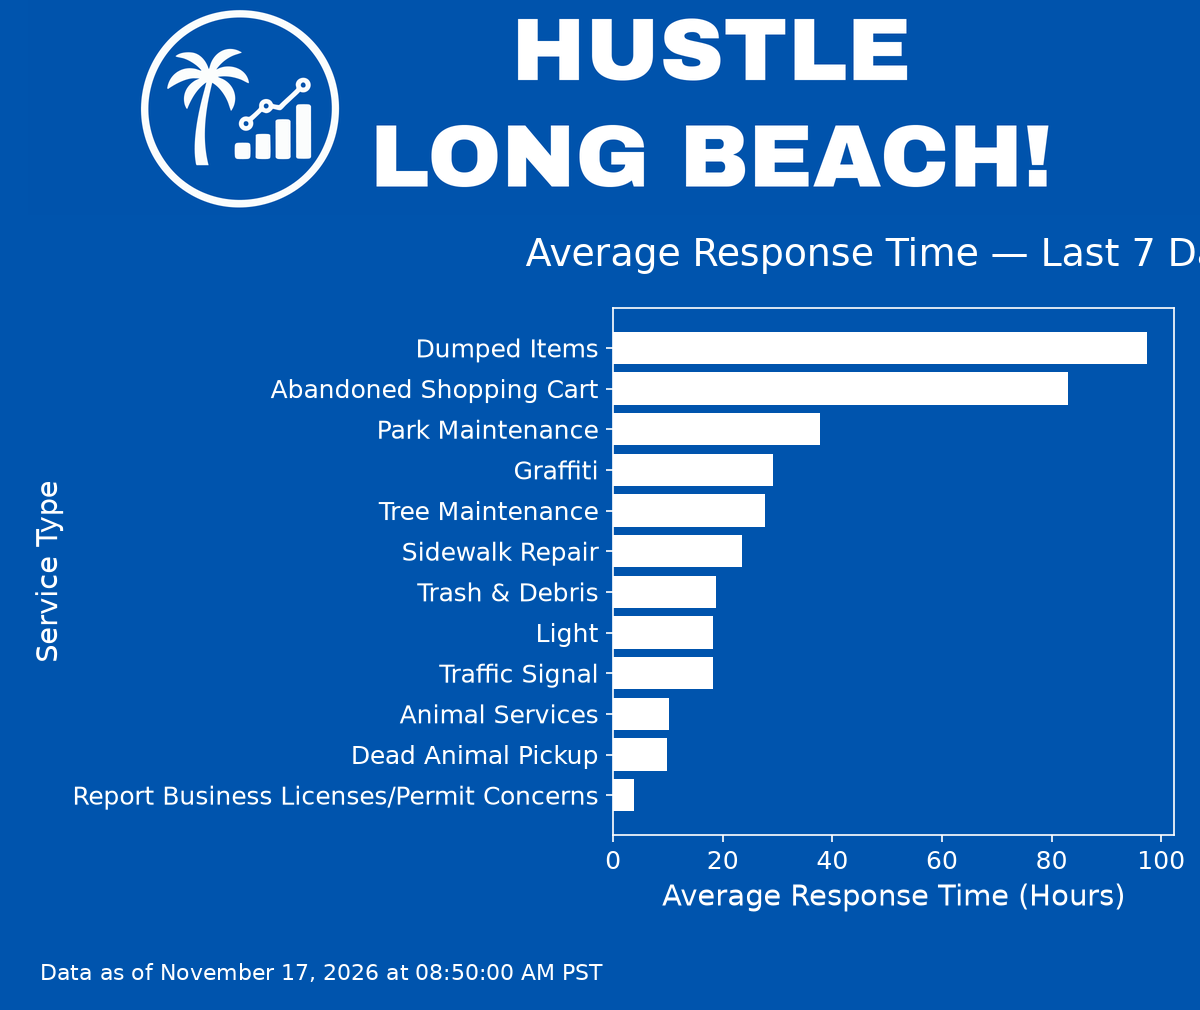 HUSTLE
LONG BEACH!
Average Response Time — Last 7 Da
Dumped Items
Abandoned Shopping Cart
Park Maintenance
Graffiti
Tree Maintenance
Sidewalk Repair
Trash & Debris
Light
Traffic Signal
Animal Services
Dead Animal Pickup
Report Business Licenses/Permit Concerns
Service Type
0 20 40 60 80 100
Average Response Time (Hours)
Data as of November 17, 2026 at 08:50:00 AM PST